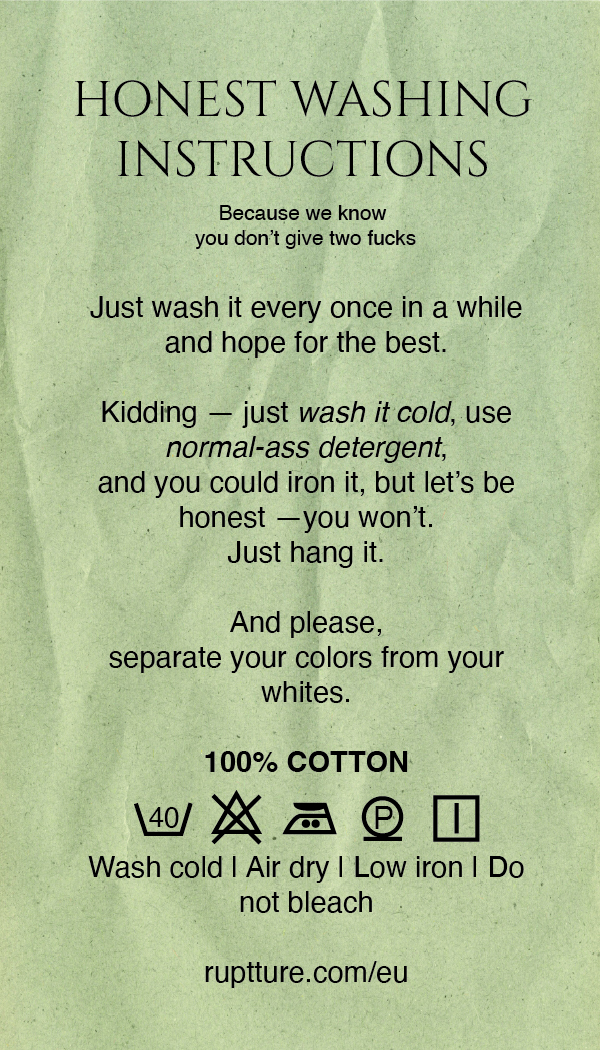 HONEST WASHING
INSTRUCTIONS
Because we know
you don’t give two fucks
Just wash it every once in a while
and hope for the best.
Kidding — just wash it cold, use
normal-ass detergent,
and you could iron it, but let’s be
honest —you won’t.
Just hang it.
And please,
separate your colors from your
whites.
100% COTTON
40 P
Wash cold | Air dry | Low iron | Do
not bleach
ruptture.com/eu